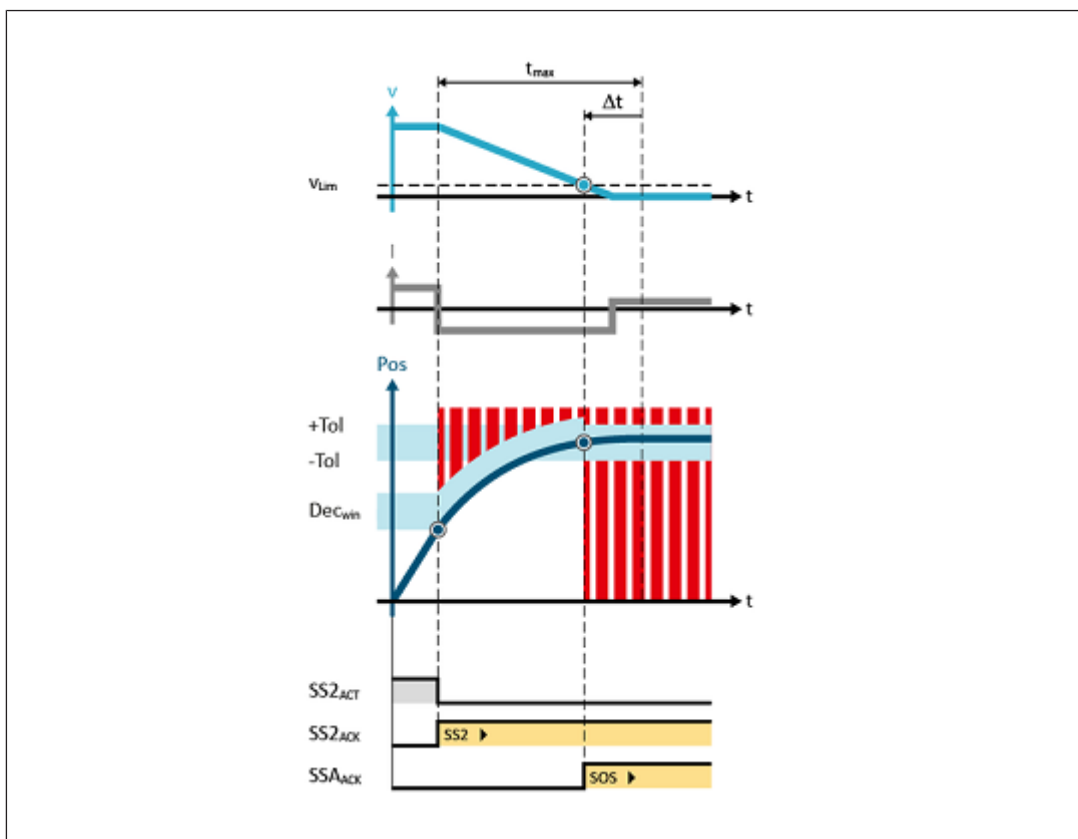 tmax
v
Δt
vLim
t
I
t
Pos
+Tol
-Tol
Decwin
t
SS2ACT
SS2ACK
SS2
SSAACK
SOS